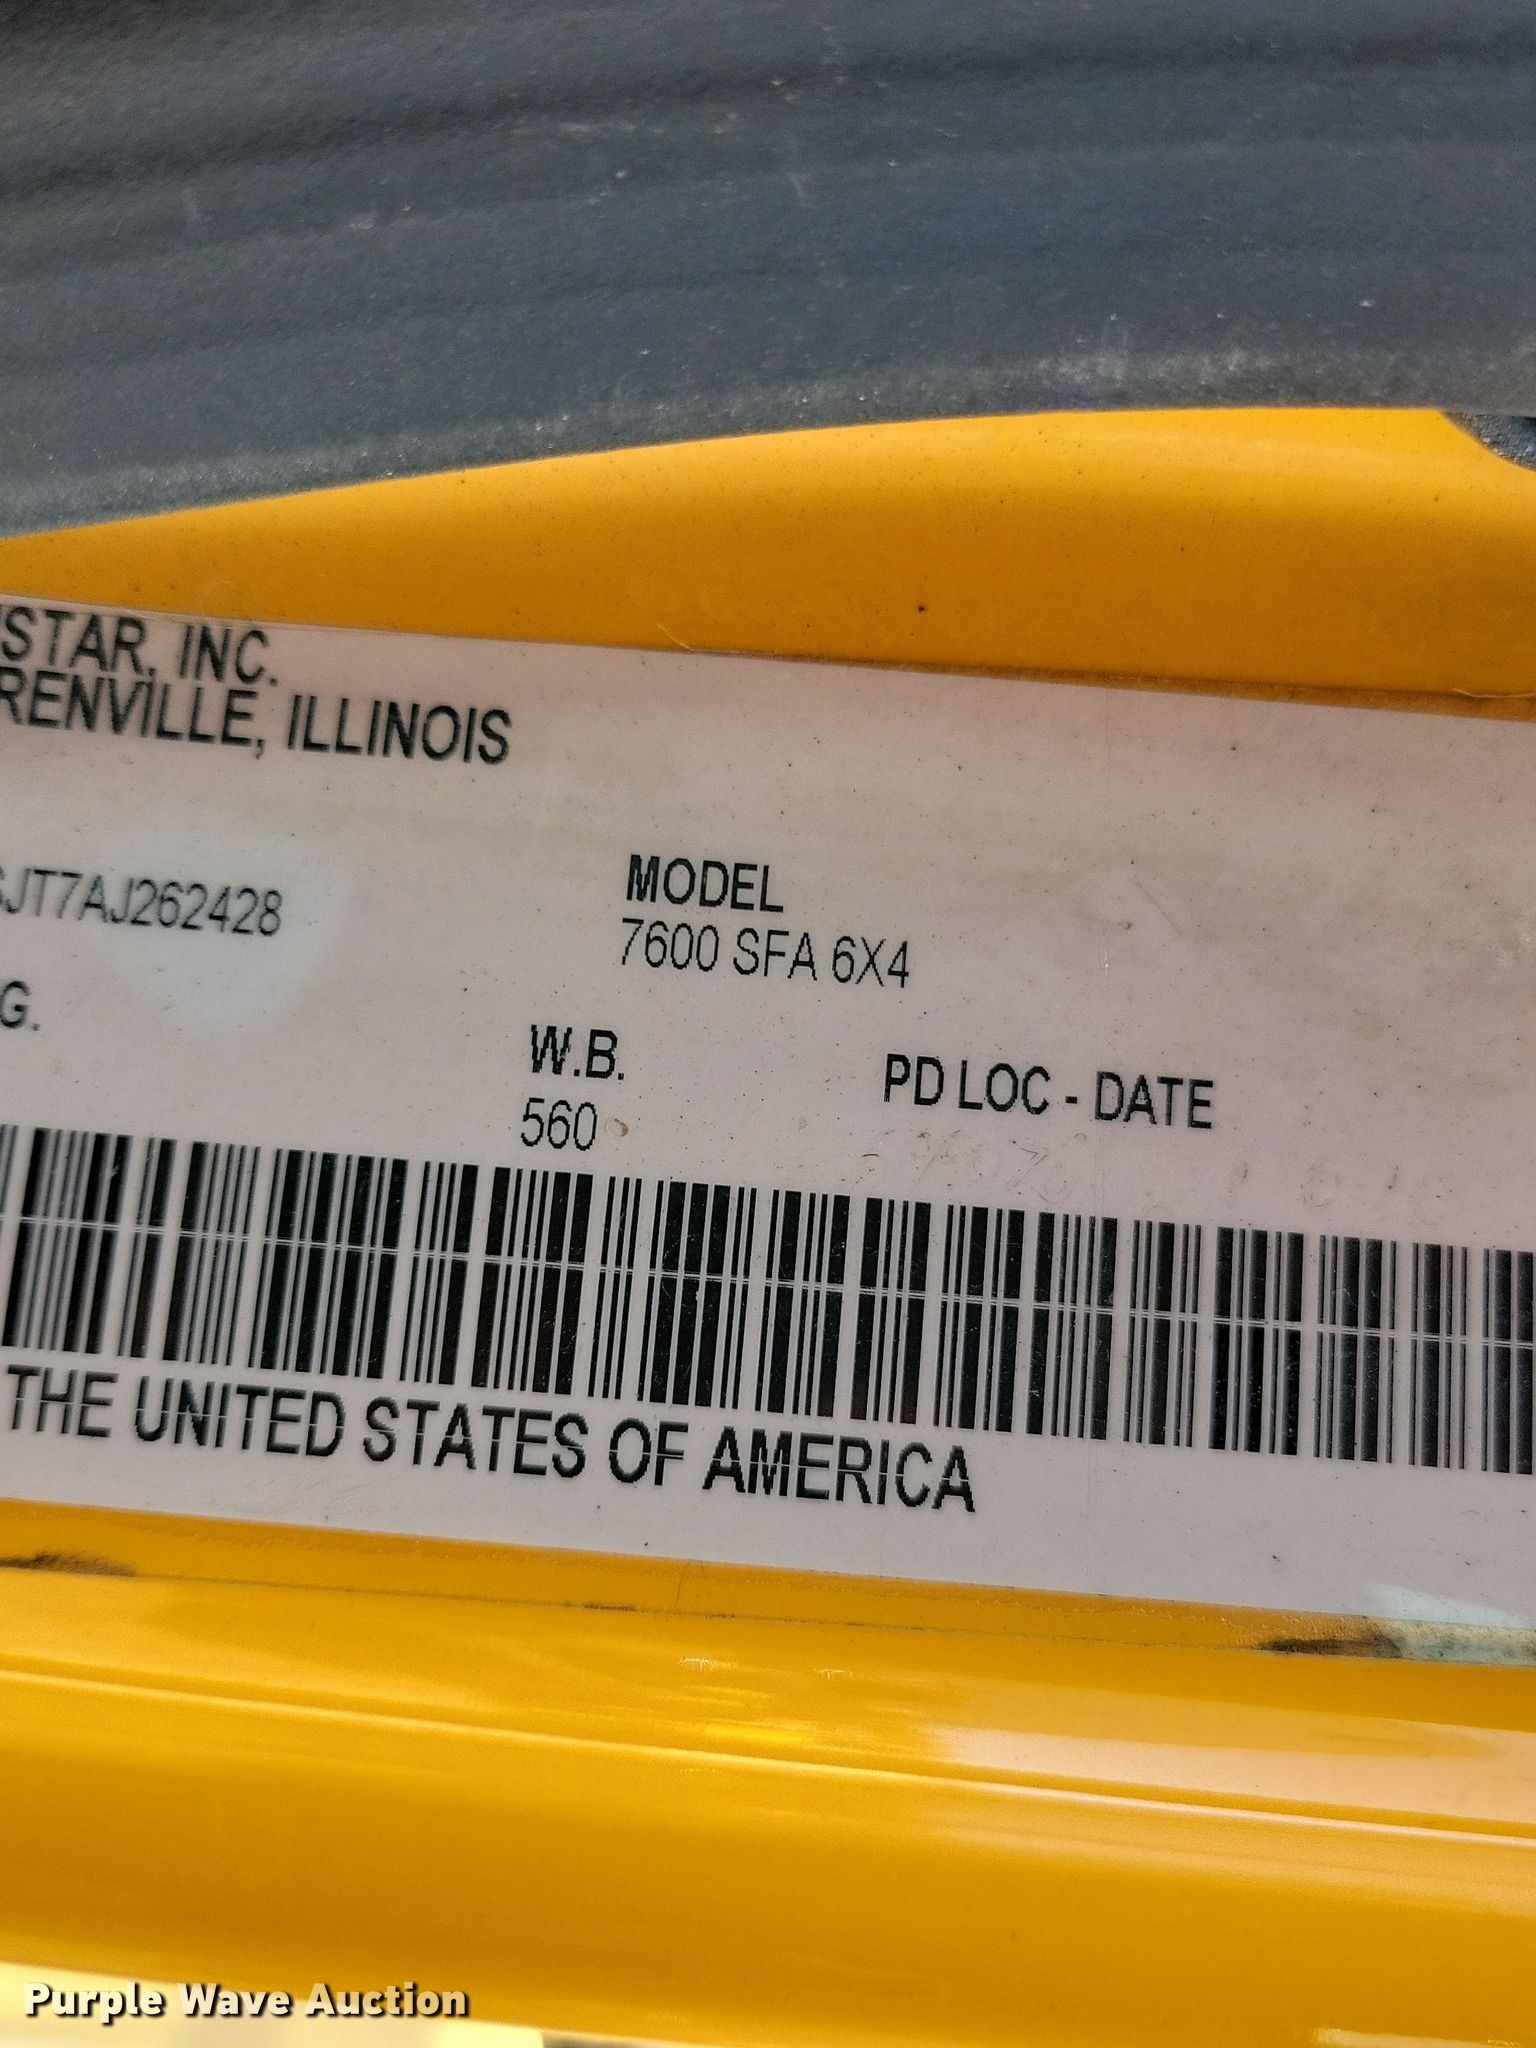 STAR, INC.
RENVILLE, ILLINOIS
JT7AJ262428
MODEL
7600 SFA 6X4
G.
W.B.
560
PD LOC - DATE
THE UNITED STATES OF AMERICA
Purple Wave Auction